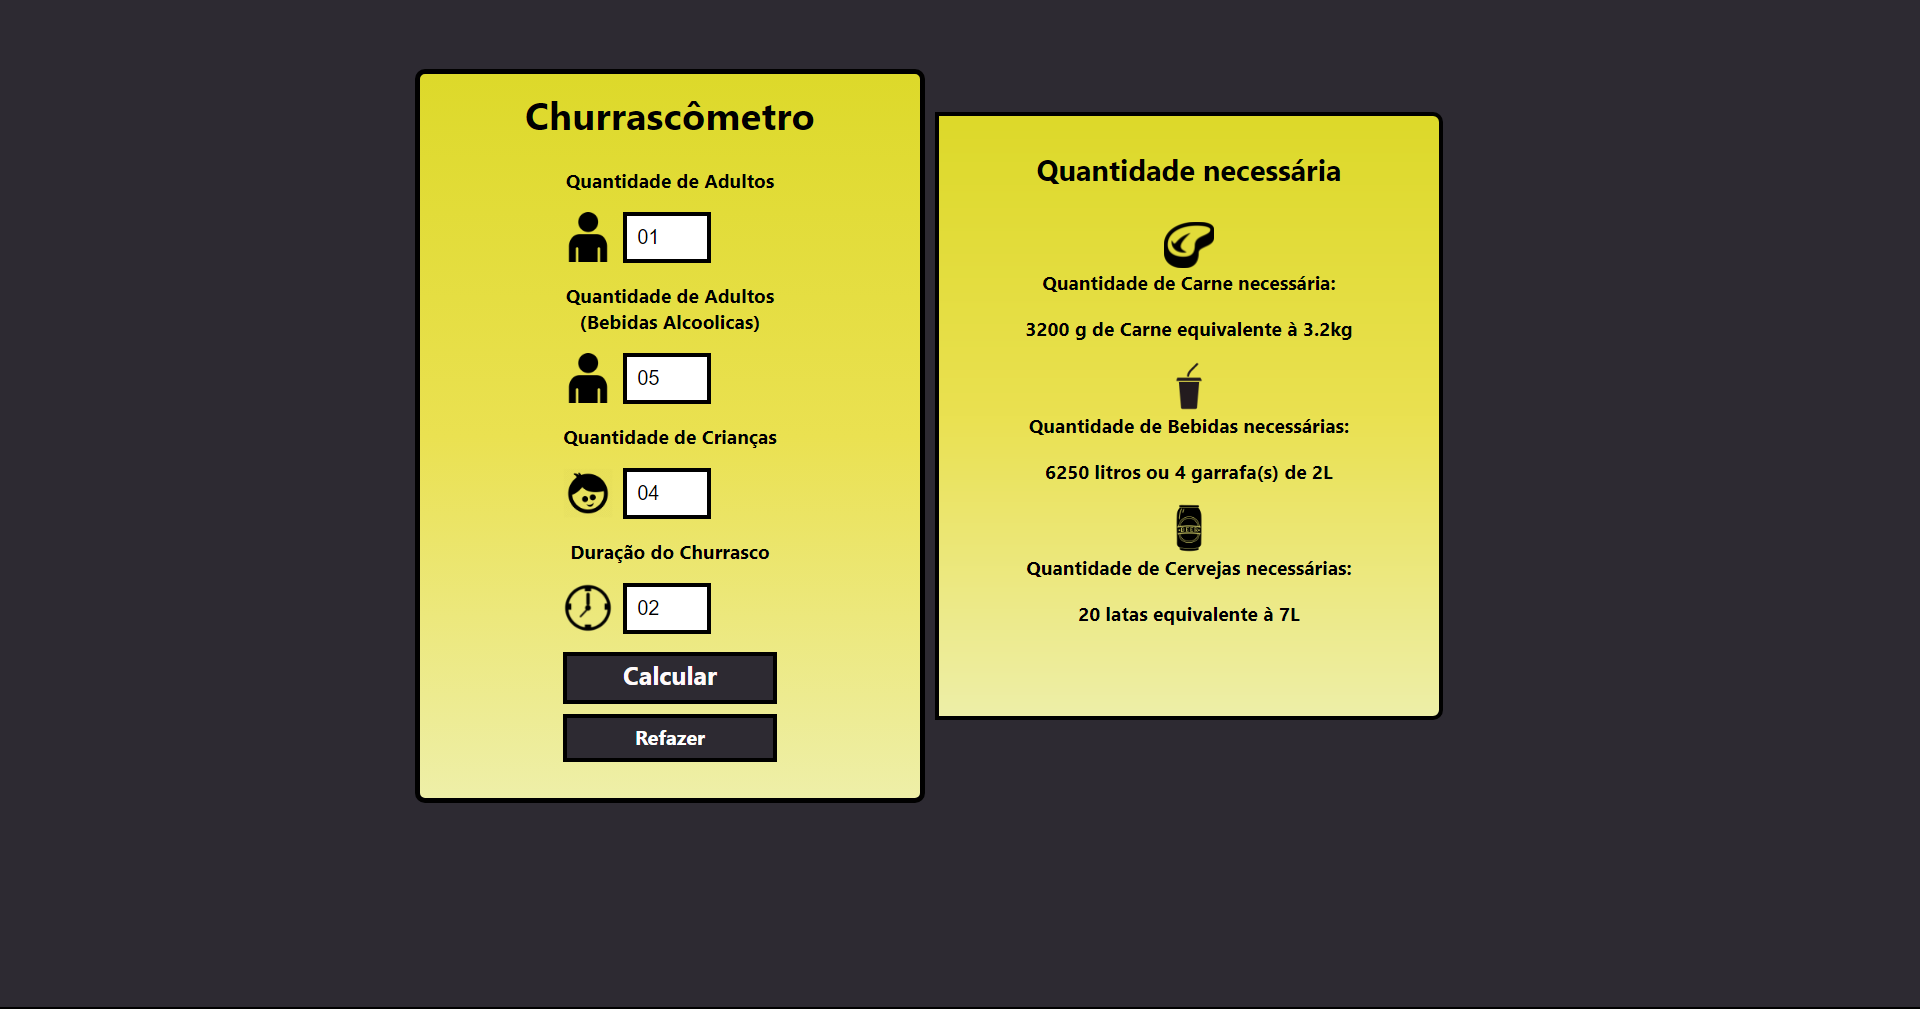 Churrascômetro
Quantidade de Adultos
01
Quantidade de Adultos
(Bebidas Alcoolicas)
05
Quantidade de Crianças
04
Duração do Churrasco
02
Calcular
Refazer
Quantidade necessária
Quantidade de Carne necessária:
3200 g de Carne equivalente à 3.2kg
Quantidade de Bebidas necessárias:
6250 litros ou 4 garrafa(s) de 2L
Quantidade de Cervejas necessárias:
20 latas equivalente à 7L